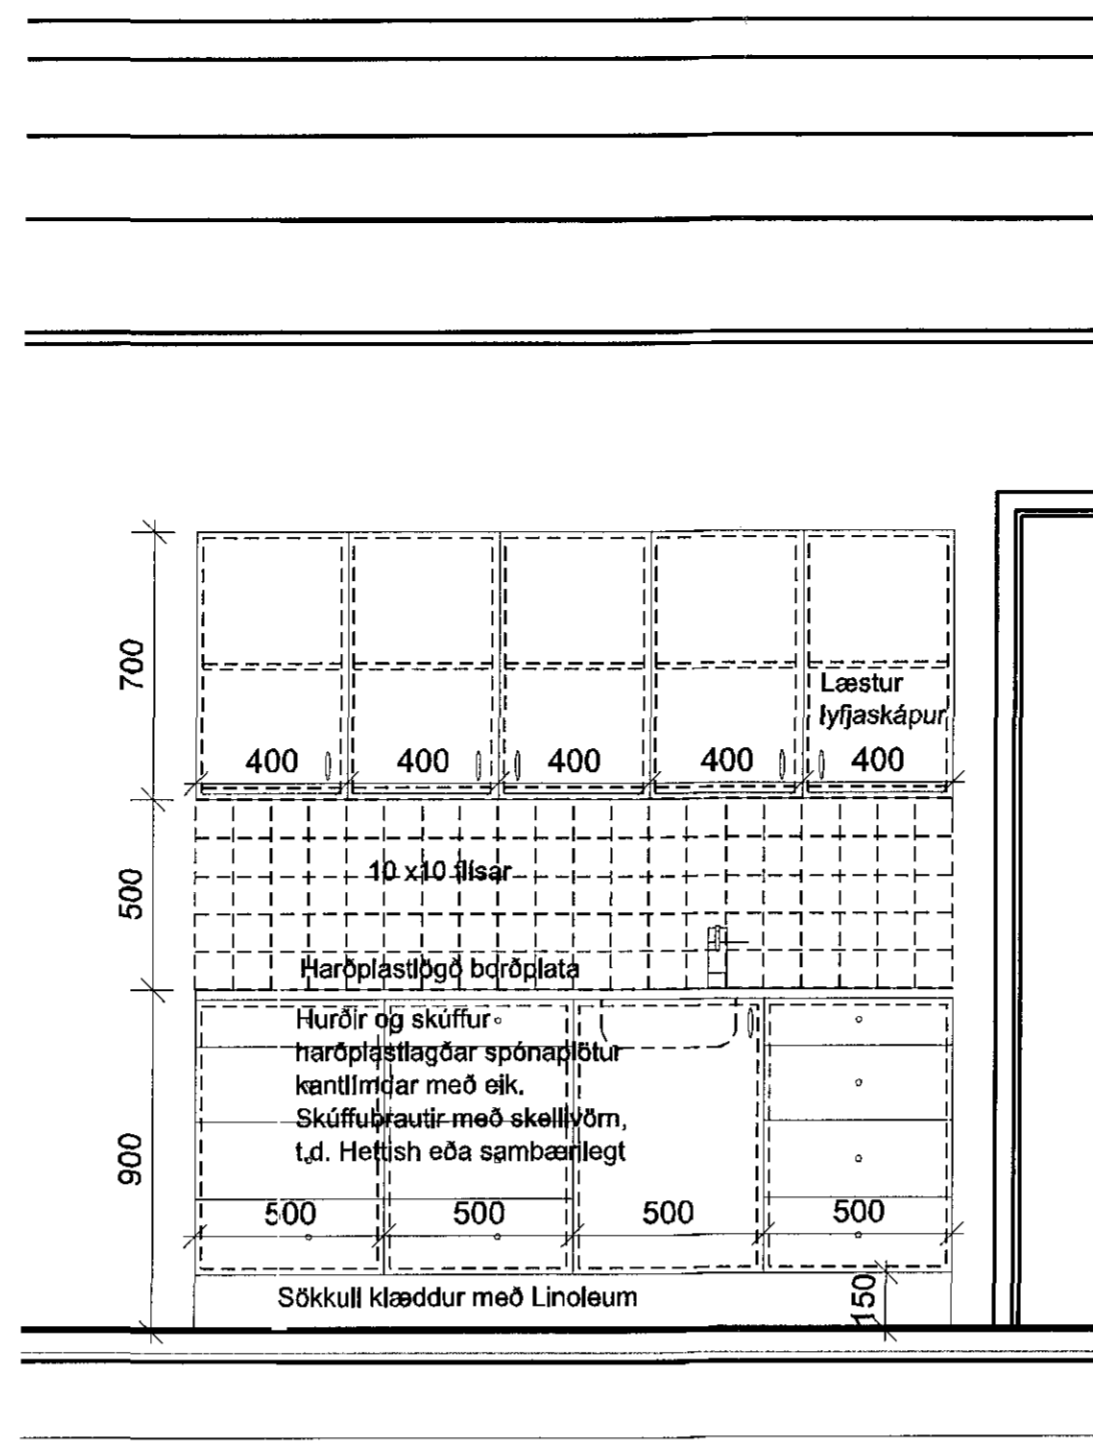 700
Læstur
lyfjaskápur
400 400 400 400 400
500
10 x10 flísar
Harðplastlögð borðplata
900
Hurðir og skúffur
harðplastlagðar spónaplötur
kantlímdar með eik.
Skúffubrautir með skellivörn,
t.d. Hettish eða sambærilegt
500 500 500 500
150
Sökkull klæddur með Linoleum